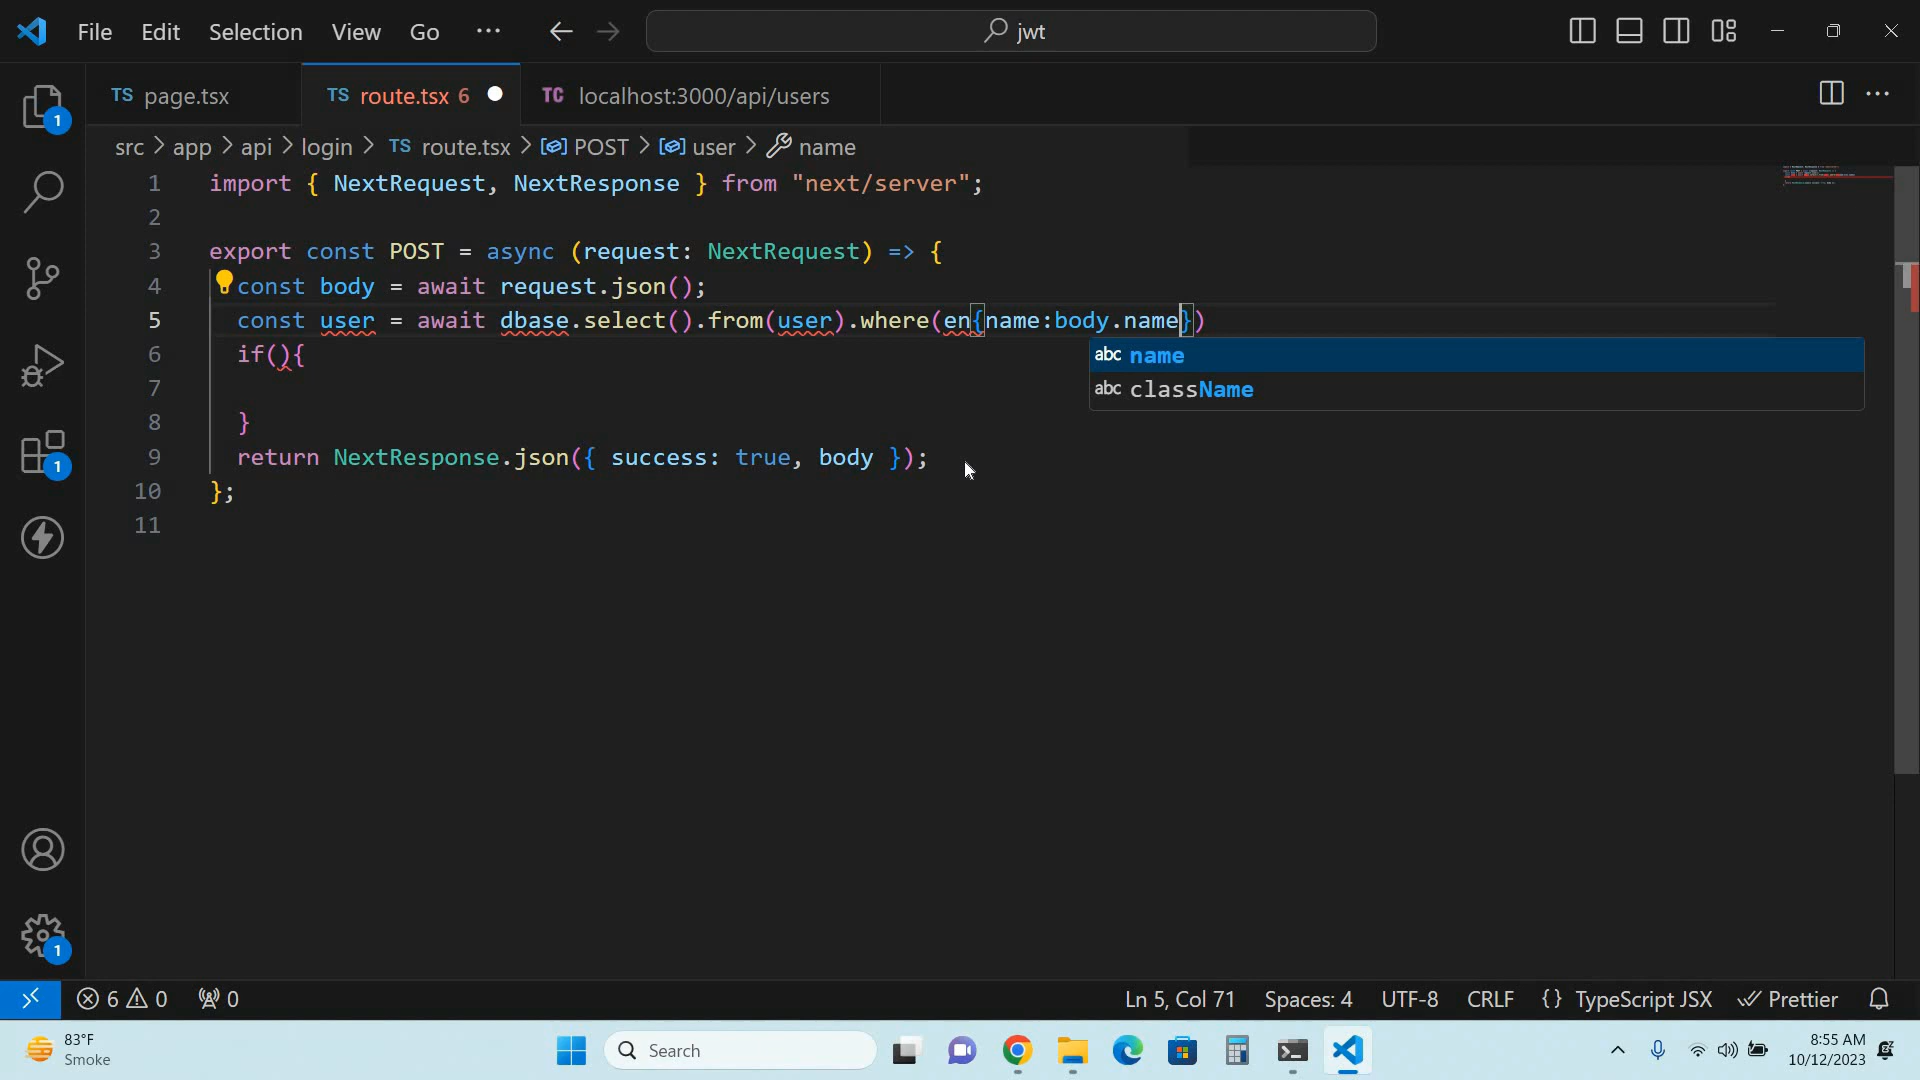 File Edit Selection View Go ··· jwt
TS page.tsx TS route.tsx 6 TC localhost:3000/api/users
src > app > api > login > TS route.tsx > POST > user > name
1 import { NextRequest, NextResponse } from "next/server";
2
3 export const POST = async (request: NextRequest) => {
4 const body = await request.json();
5 const user = await dbase.select().from(user).where(en{name:body.name})
6 if(){
abc name
7
abc className
8 }
9 return NextResponse.json({ success: true, body });
10 };
11
1
1
1
6 0 0 Ln 5, Col 71 Spaces: 4 UTF-8 CRLF {} TypeScript JSX Prettier
83°F
Smoke
Search
8:55 AM
10/12/2023